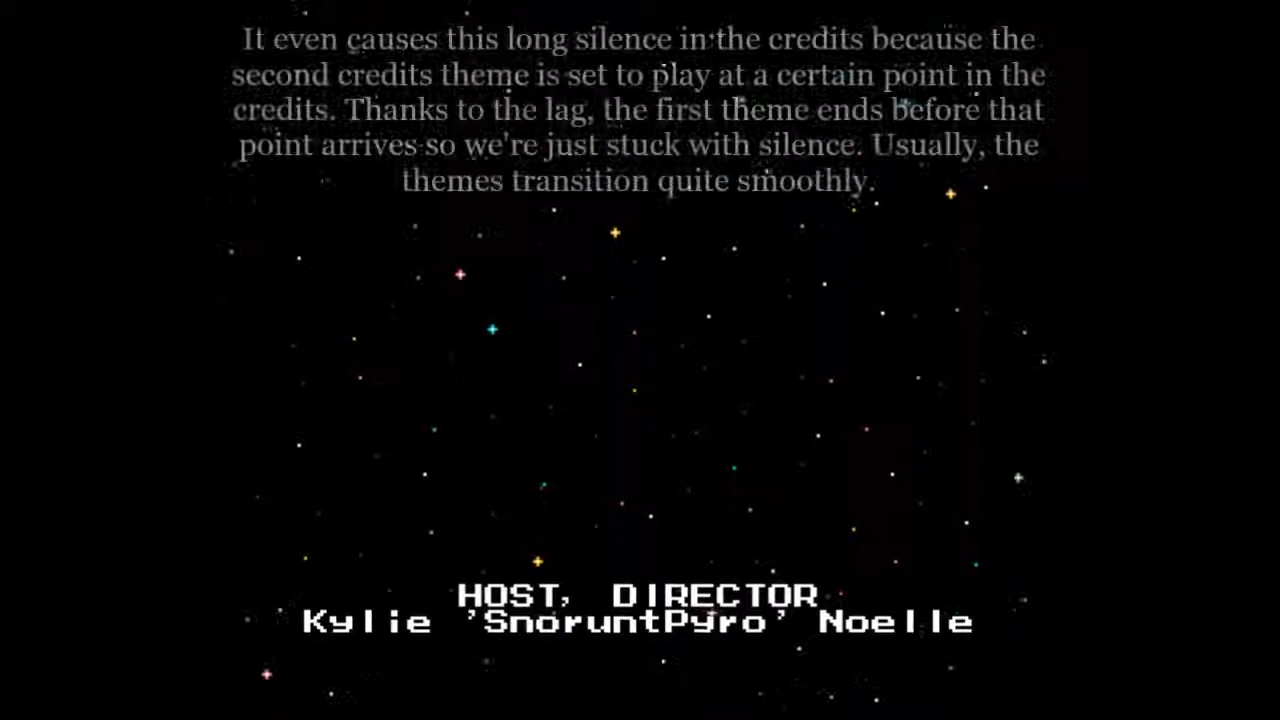 It even causes this long silence in the credits because the
second credits theme is set to play at a certain point in the
credits. Thanks to the lag, the first theme ends before that
point arrives so we're just stuck with silence. Usually, the
themes transition quite smoothly.
HOST, DIRECTOR
Kylie 'SnoruntPyro' Noelle